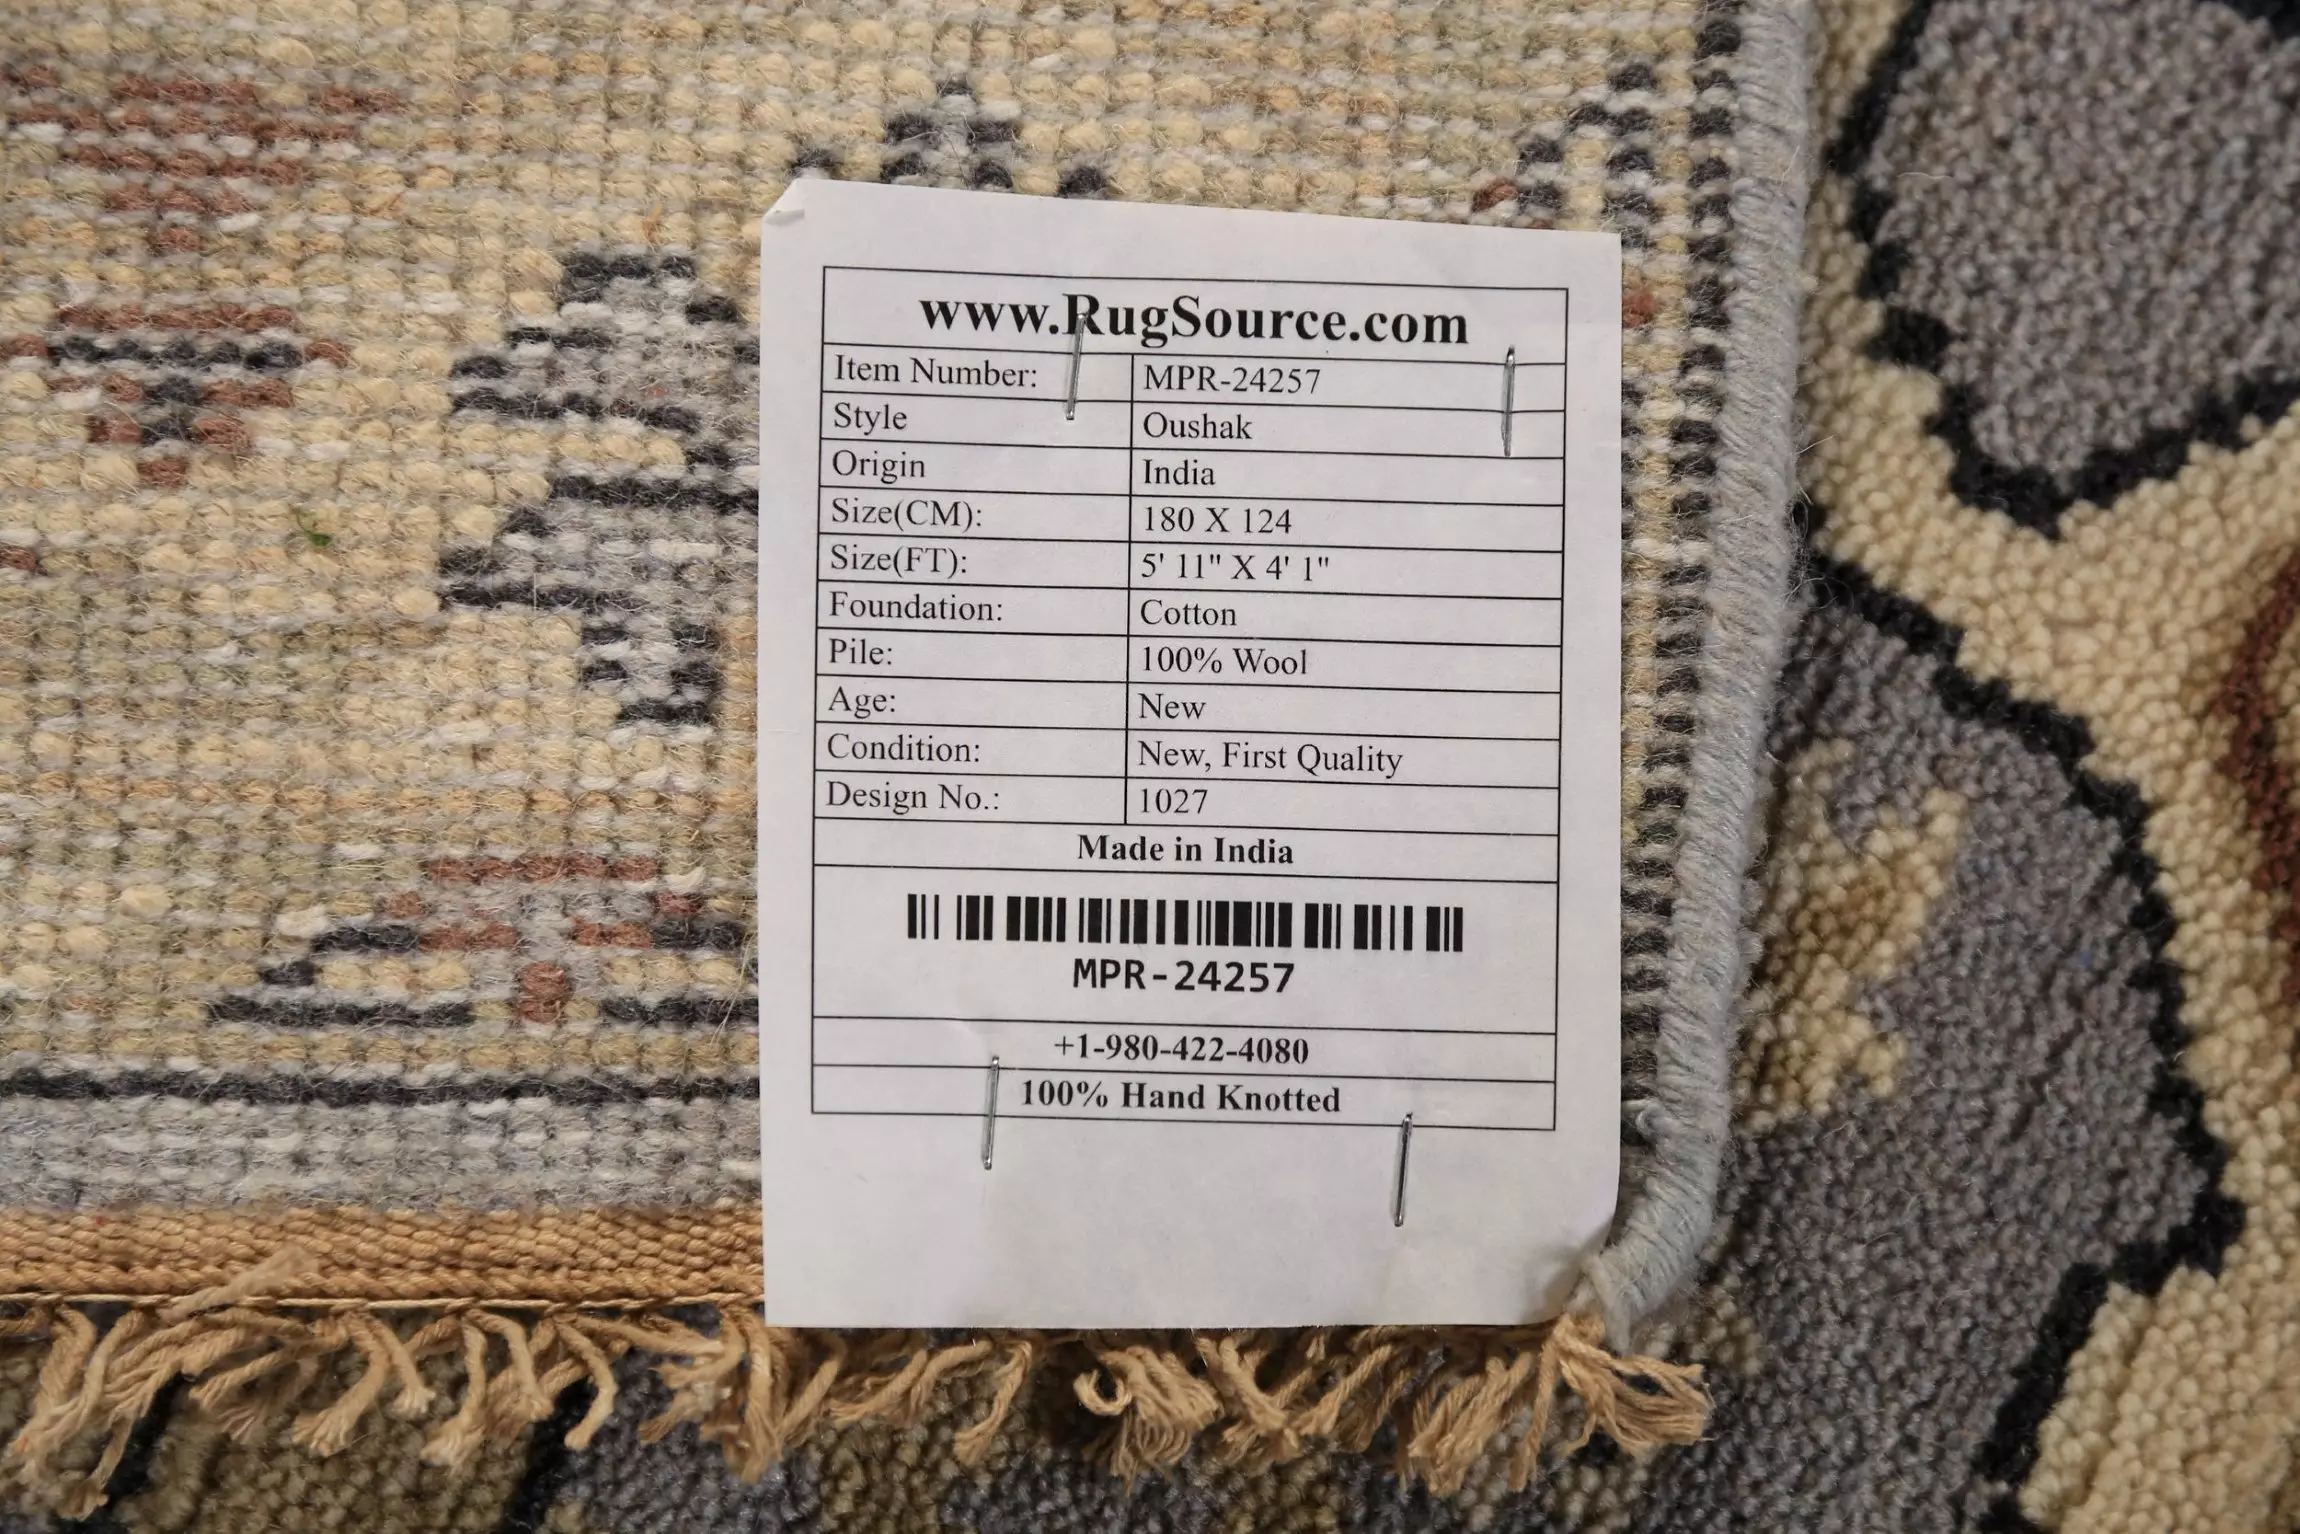 www.RugSource.com
Item Number: MPR-24257
Style Oushak
Origin India
Size(CM): 180 X 124
Size(FT): 5' 11" X 4' 1"
Foundation: Cotton
Pile: 100% Wool
Age: New
Condition: New, First Quality
Design No.: 1027
Made in India
MPR-24257
+1-980-422-4080
100% Hand Knotted